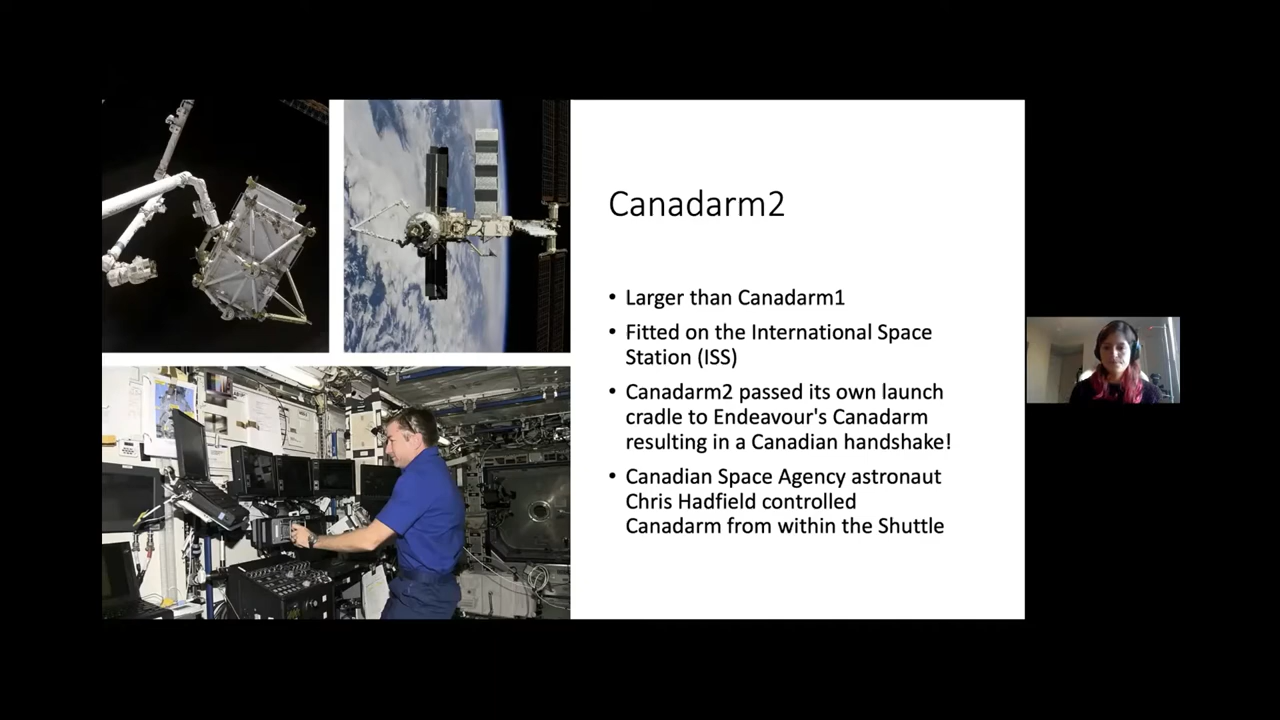 Canadarm2
• Larger than Canadarm1
• Fitted on the International Space
Station (ISS)
• Canadarm2 passed its own launch
cradle to Endeavour's Canadarm
resulting in a Canadian handshake!
• Canadian Space Agency astronaut
Chris Hadfield controlled
Canadarm from within the Shuttle